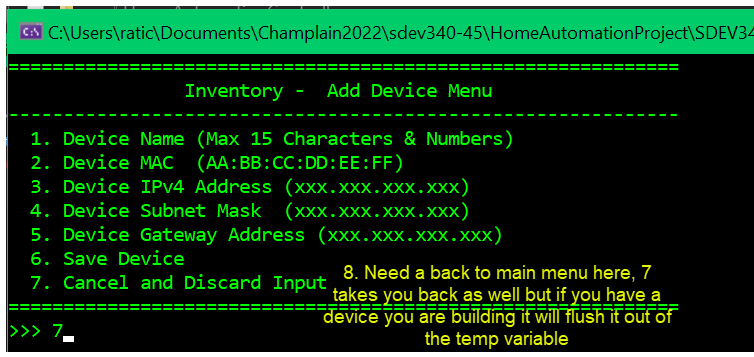 C:\Users\ratic\Documents\Champlain2022\sdev340-45\HomeAutomationProject\SDEV34
===============================================================
Inventory -  Add Device Menu
---------------------------------------------------------------
1. Device Name (Max 15 Characters & Numbers)
2. Device MAC  (AA:BB:CC:DD:EE:FF)
3. Device IPv4 Address (xxx.xxx.xxx.xxx)
4. Device Subnet Mask  (xxx.xxx.xxx.xxx)
5. Device Gateway Address (xxx.xxx.xxx.xxx)
6. Save Device
7. Cancel and Discard Input
===============================================================
>>> 7_
8. Need a back to main menu here, 7
takes you back as well but if you have a
device you are building it will flush it out of
the temp variable